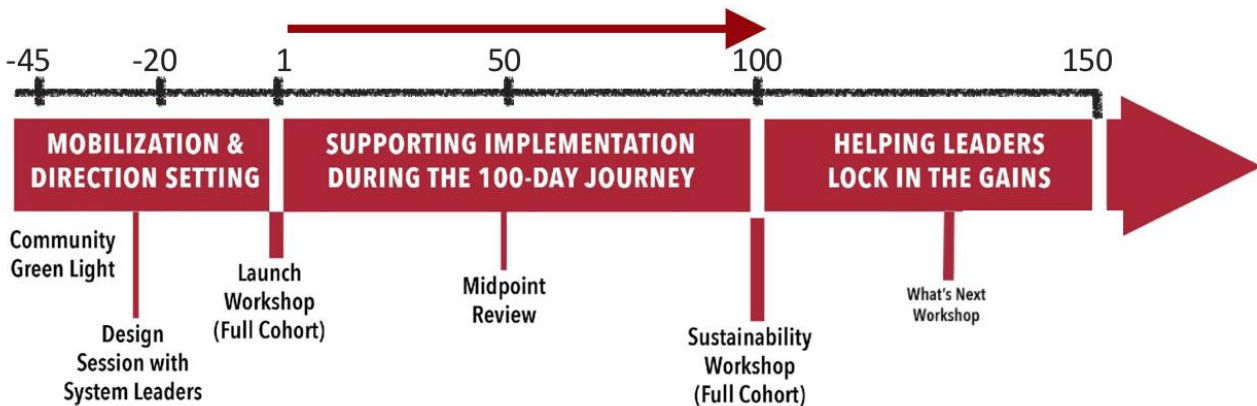 -45 -20 1 50 100 150
MOBILIZATION &
DIRECTION SETTING
SUPPORTING IMPLEMENTATION
DURING THE 100-DAY JOURNEY
HELPING LEADERS
LOCK IN THE GAINS
Community
Green Light
Design
Session with
System Leaders
Launch
Workshop
(Full Cohort)
Midpoint
Review
Sustainability
Workshop
(Full Cohort)
What's Next
Workshop